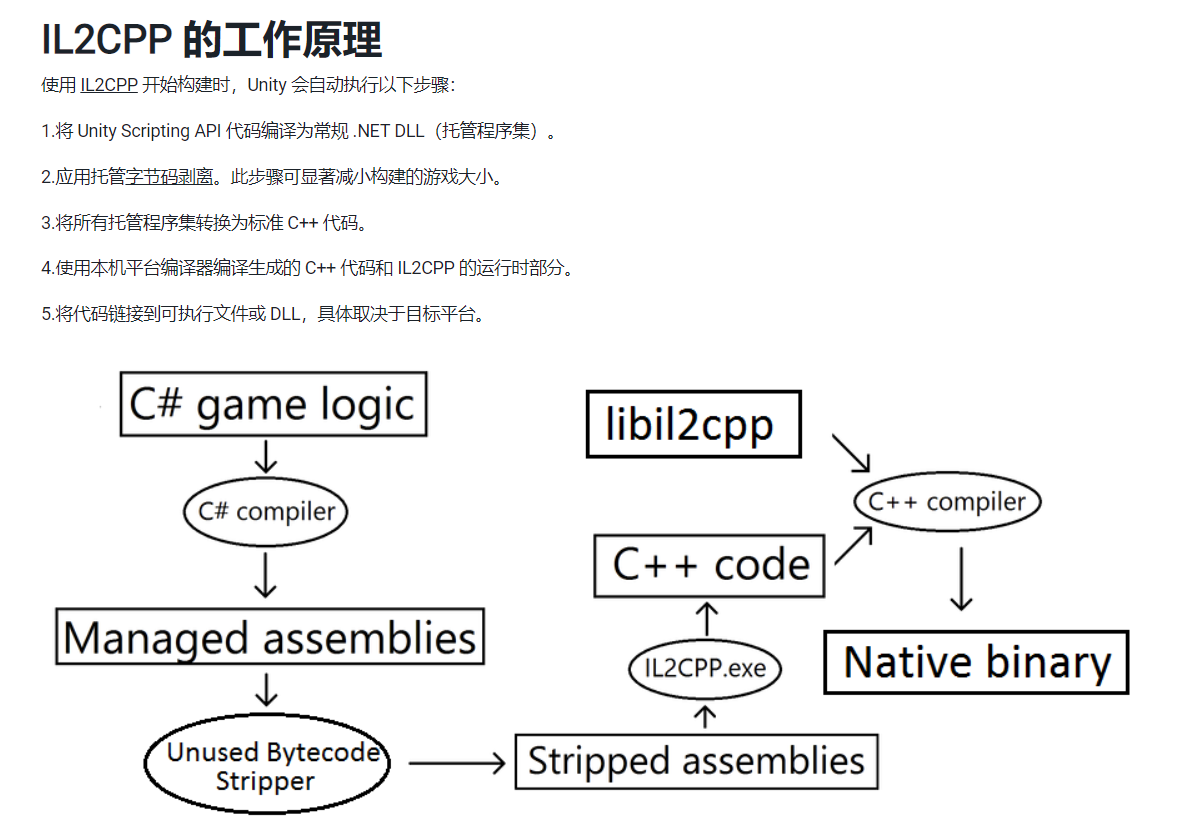 IL2CPP 的工作原理
使用 IL2CPP 开始构建时，Unity 会自动执行以下步骤：
1.将 Unity Scripting API 代码编译为常规 .NET DLL（托管程序集）。
2.应用托管字节码剥离。此步骤可显著减小构建的游戏大小。
3.将所有托管程序集转换为标准 C++ 代码。
4.使用本机平台编译器编译生成的 C++ 代码和 IL2CPP 的运行时部分。
5.将代码链接到可执行文件或 DLL，具体取决于目标平台。
C# game logic
C# compiler
Managed assemblies
Unused Bytecode
Stripper
Stripped assemblies
IL2CPP.exe
C++ code
libil2cpp
C++ compiler
Native binary